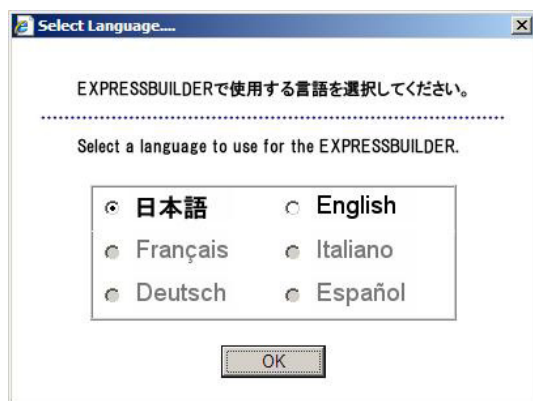 Select Language....
EXPRESSBUILDERで使用する言語を選択してください。
Select a language to use for the EXPRESSBUILDER.
日本語 English
Français Italiano
Deutsch Español
OK